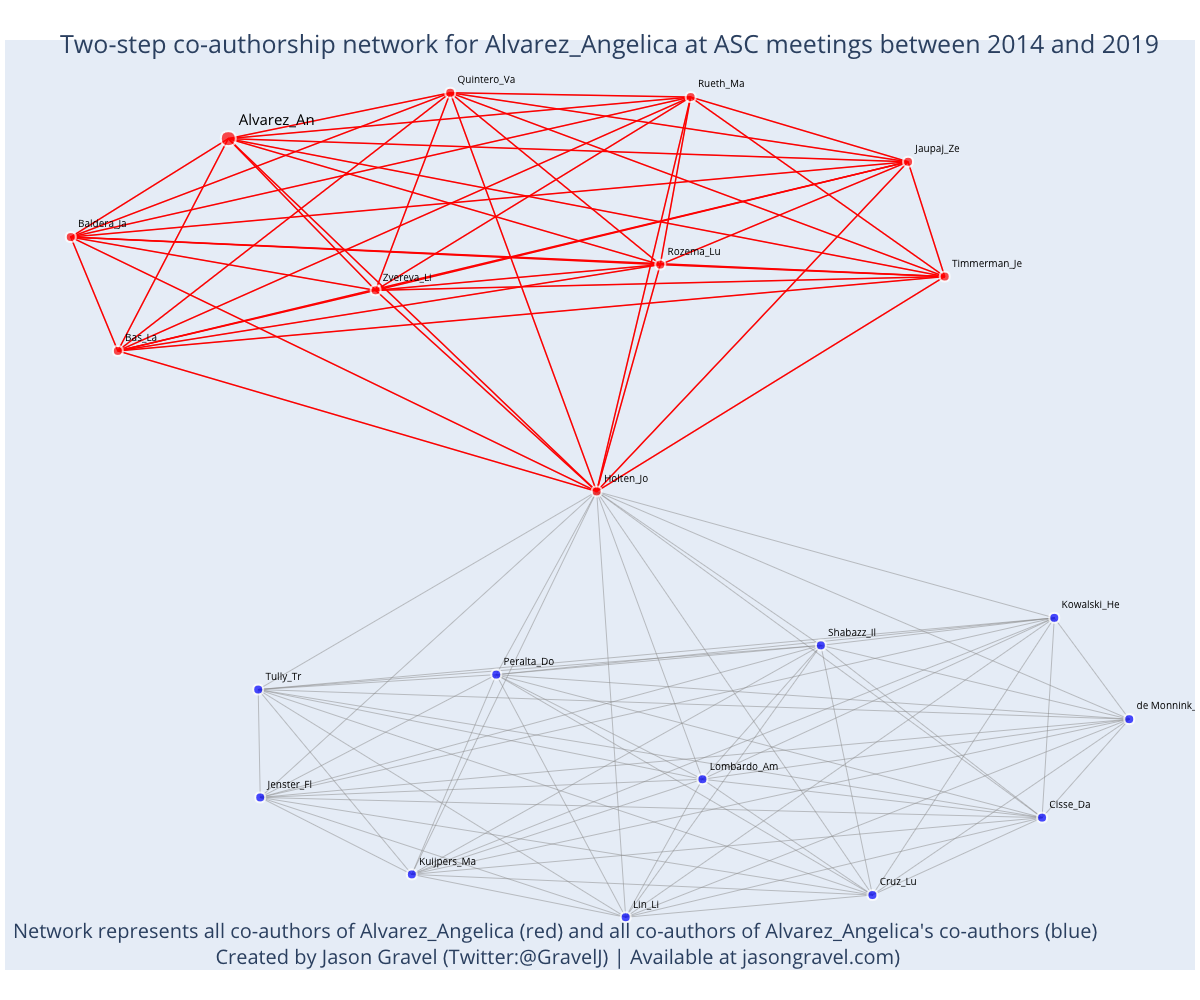 Two-step co-authorship network for Alvarez_Angelica at ASC meetings between 2014 and 2019
Quintero_Va
Rueth_Ma
Alvarez_An
Jaupaj_Ze
Baldera_Ja
Rozema_Lu
Timmerman_Je
Zvereva_Li
Bas_La
Holten_Jo
Kowalski_He
Shabazz_Il
Peralta_Do
Tully_Tr
de Monnink_
Lombardo_Am
Jenster_Fl
Cisse_Da
Kuijpers_Ma
Cruz_Lu
Lin_Li
Network represents all co-authors of Alvarez_Angelica (red) and all co-authors of Alvarez_Angelica's co-authors (blue)
Created by Jason Gravel (Twitter:@GravelJ) | Available at jasongravel.com)